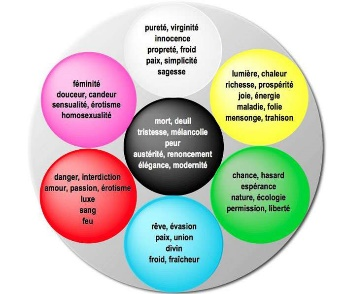 pureté, virginité
innocence
propreté, froid
paix, simplicité
sagesse
féminité
douceur, candeur
sensualité, érotisme
homosexualité
lumière, chaleur
richesse, prospérité
joie, énergie
maladie, folie
mensonge, trahison
mort, deuil
tristesse, mélancolie
peur
austérité, renoncement
élégance, modernité
danger, interdiction
amour, passion, érotisme
luxe
sang
feu
chance, hasard
espérance
nature, écologie
permission, liberté
rêve, évasion
paix, union
divin
froid, fraîcheur